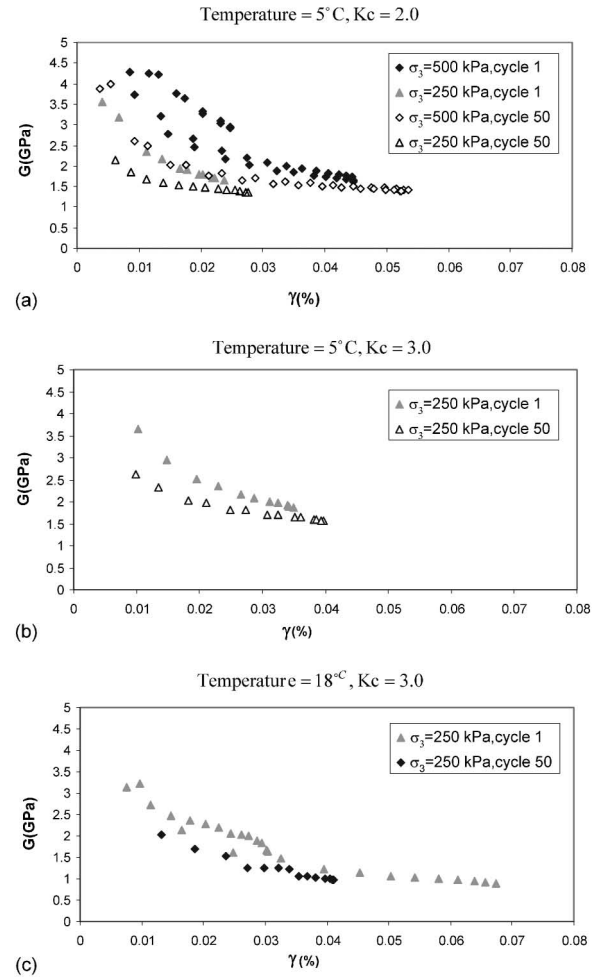 Temperature = 5°C, Kc = 2.0
5
4.5
4
3.5
3
2.5
2
1.5
1
0.5
0
G(GPa)
σ3=500 kPa,cycle 1
σ3=250 kPa,cycle 1
σ3=500 kPa,cycle 50
σ3=250 kPa,cycle 50
0 0.01 0.02 0.03 0.04 0.05 0.06 0.07 0.08
γ(%)
(a)
Temperature = 5°C, Kc = 3.0
5
4.5
4
3.5
3
2.5
2
1.5
1
0.5
0
G(GPa)
σ3=250 kPa,cycle 1
σ3=250 kPa,cycle 50
0 0.01 0.02 0.03 0.04 0.05 0.06 0.07 0.08
γ(%)
(b)
Temperature = 18°C, Kc = 3.0
5
4.5
4
3.5
3
2.5
2
1.5
1
0.5
0
G(GPa)
σ3=250 kPa,cycle 1
σ3=250 kPa,cycle 50
0 0.01 0.02 0.03 0.04 0.05 0.06 0.07 0.08
γ(%)
(c)